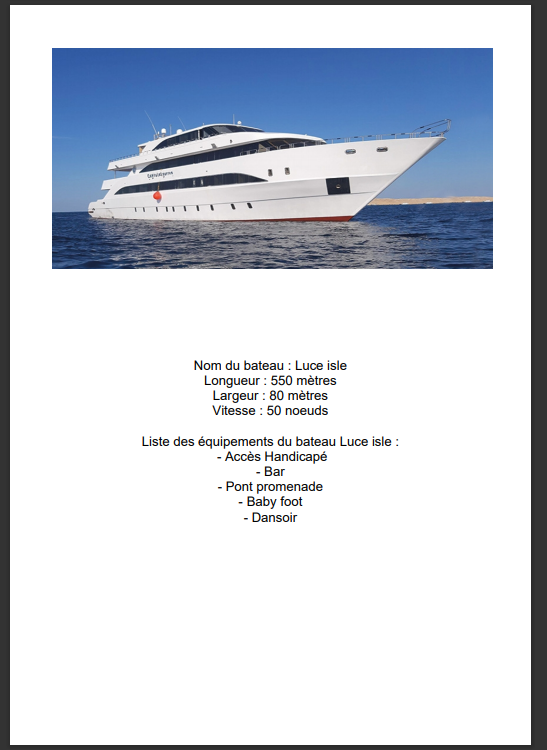 Nom du bateau : Luce isle
Longueur : 550 mètres
Largeur : 80 mètres
Vitesse : 50 noeuds
Liste des équipements du bateau Luce isle :
- Accès Handicapé
- Bar
- Pont promenade
- Baby foot
- Dansoir